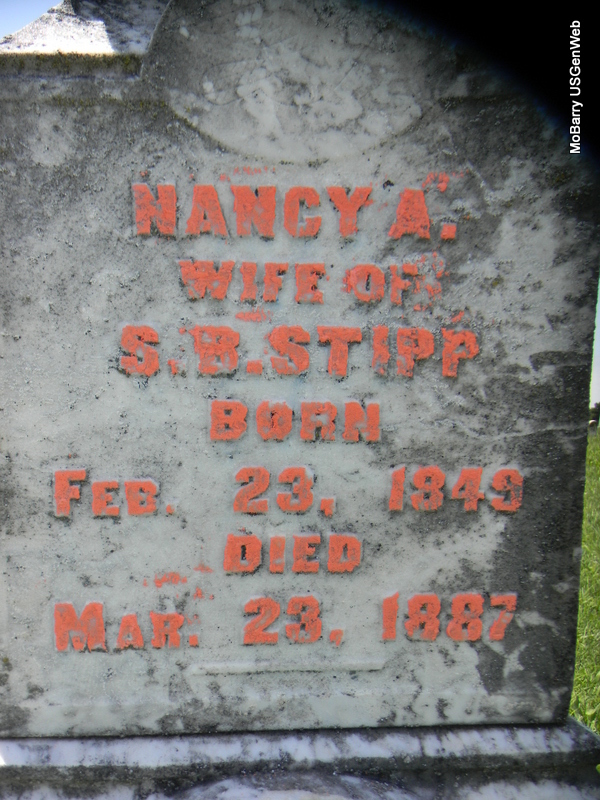 NANCY A.
WIFE OF
S. B. STIPP
BORN
FEB. 23, 1849
DIED
MAR. 23, 1887
MoBarry USGenWeb